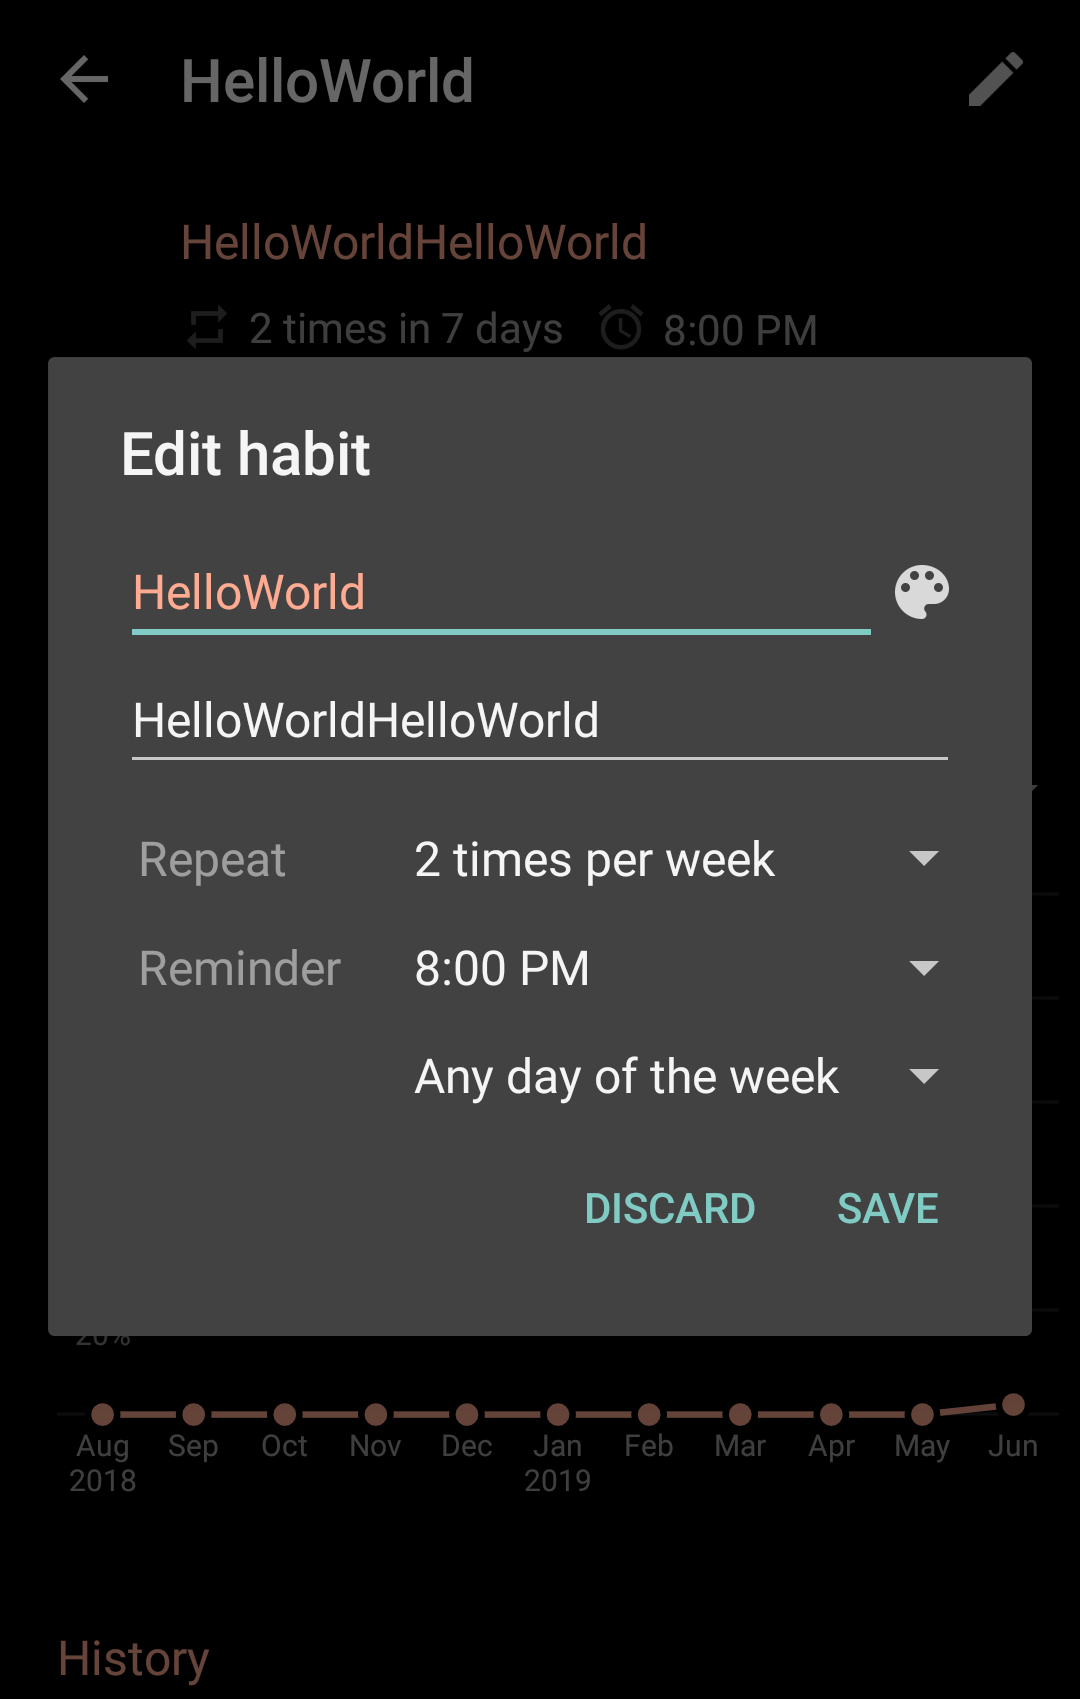 HelloWorld
HelloWorldHelloWorld
2 times in 7 days 8:00 PM
Edit habit
HelloWorld
HelloWorldHelloWorld
Repeat 2 times per week
Reminder 8:00 PM
Any day of the week
DISCARD SAVE
20%
Aug Sep Oct Nov Dec Jan Feb Mar Apr May Jun
2018 2019
History